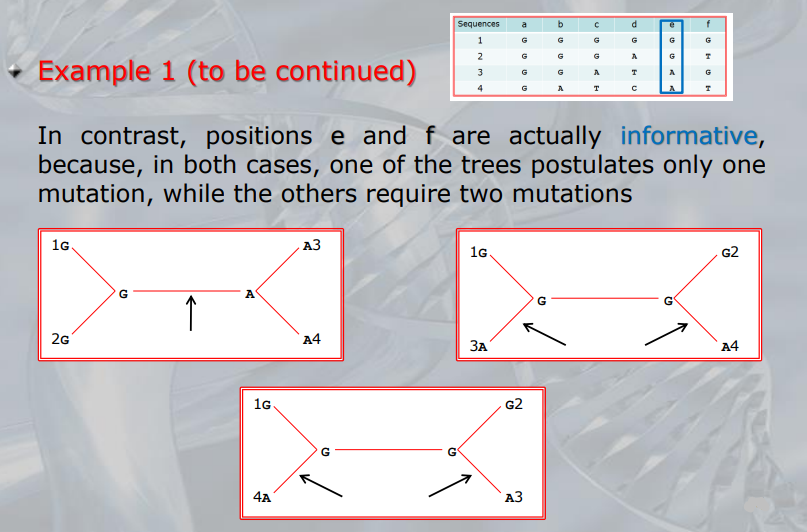 Sequences a b c d e f
1 G G G G G G
2 G G G A G T
3 G G A T A G
4 G A T C A T
Example 1 (to be continued)
In contrast, positions e and f are actually informative,
because, in both cases, one of the trees postulates only one
mutation, while the others require two mutations
1G A3
G A
2G A4
1G G2
G G
3A A4
1G G2
G G
4A A3